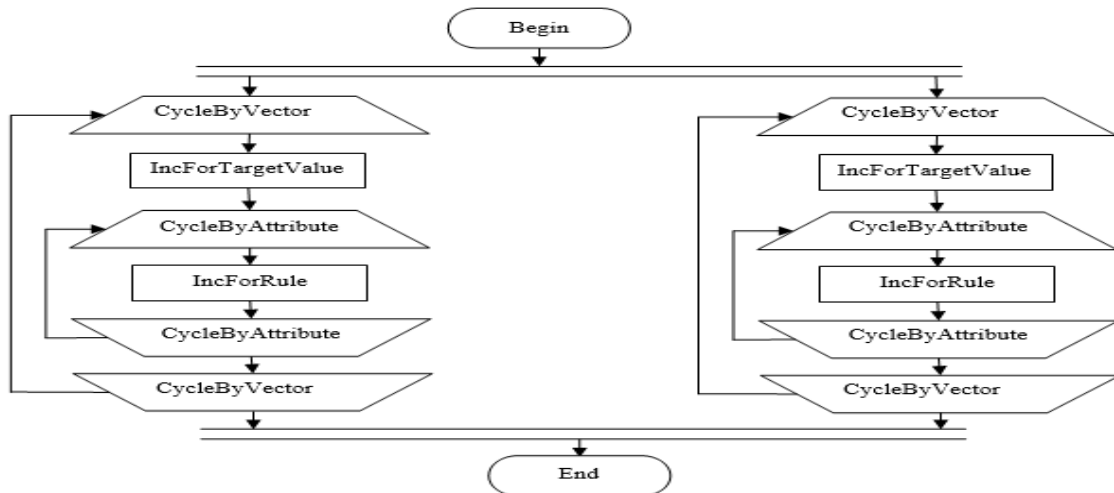 Begin
CycleByVector
IncForTargetValue
CycleByAttribute
IncForRule
CycleByAttribute
CycleByVector
CycleByVector
IncForTargetValue
CycleByAttribute
IncForRule
CycleByAttribute
CycleByVector
End